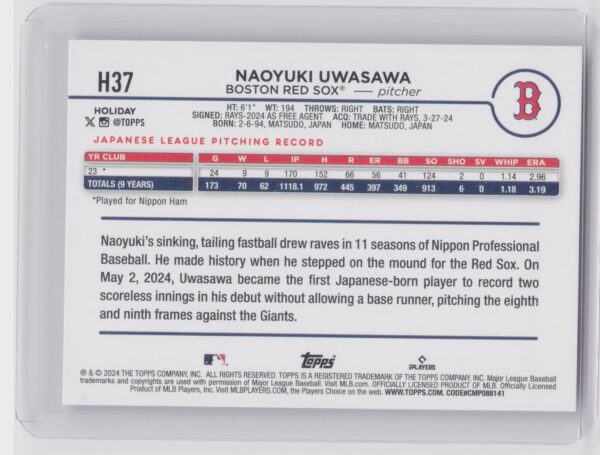 H37
NAOYUKI UWASAWA
BOSTON RED SOX® — pitcher
B
HOLIDAY
X @TOPPS
HT: 6'1" WT: 194 THROWS: RIGHT BATS: RIGHT
SIGNED: RAYS-2024 AS FREE AGENT ACQ: TRADE WITH RAYS, 3-27-24
BORN: 2-6-94, MATSUDO, JAPAN HOME: MATSUDO, JAPAN
JAPANESE LEAGUE PITCHING RECORD
YR CLUB G W L IP H R ER BB SO SHO SV WHIP ERA
23 * 24 9 9 170 152 66 56 41 124 2 0 1.14 2.96
TOTALS (9 YEARS) 173 70 62 1118.1 972 445 397 349 913 6 0 1.18 3.19
*Played for Nippon Ham
Naoyuki's sinking, tailing fastball drew raves in 11 seasons of Nippon Professional
Baseball. He made history when he stepped on the mound for the Red Sox. On
May 2, 2024, Uwasawa became the first Japanese-born player to record two
scoreless innings in his debut without allowing a base runner, pitching the eighth
and ninth frames against the Giants.
Topps
PLAYERS
® & © 2024 THE TOPPS COMPANY, INC. ALL RIGHTS RESERVED. TOPPS IS A REGISTERED TRADEMARK OF THE TOPPS COMPANY, INC. Major League Baseball
trademarks and copyrights are used with permission of Major League Baseball. Visit MLB.com. OFFICIALLY LICENSED PRODUCT OF MLB. Officially Licensed
Product of MLB Players, Inc. Visit MLBPLAYERS.com, the Players Choice on the web. WWW.TOPPS.COM. CODE#CMP088141